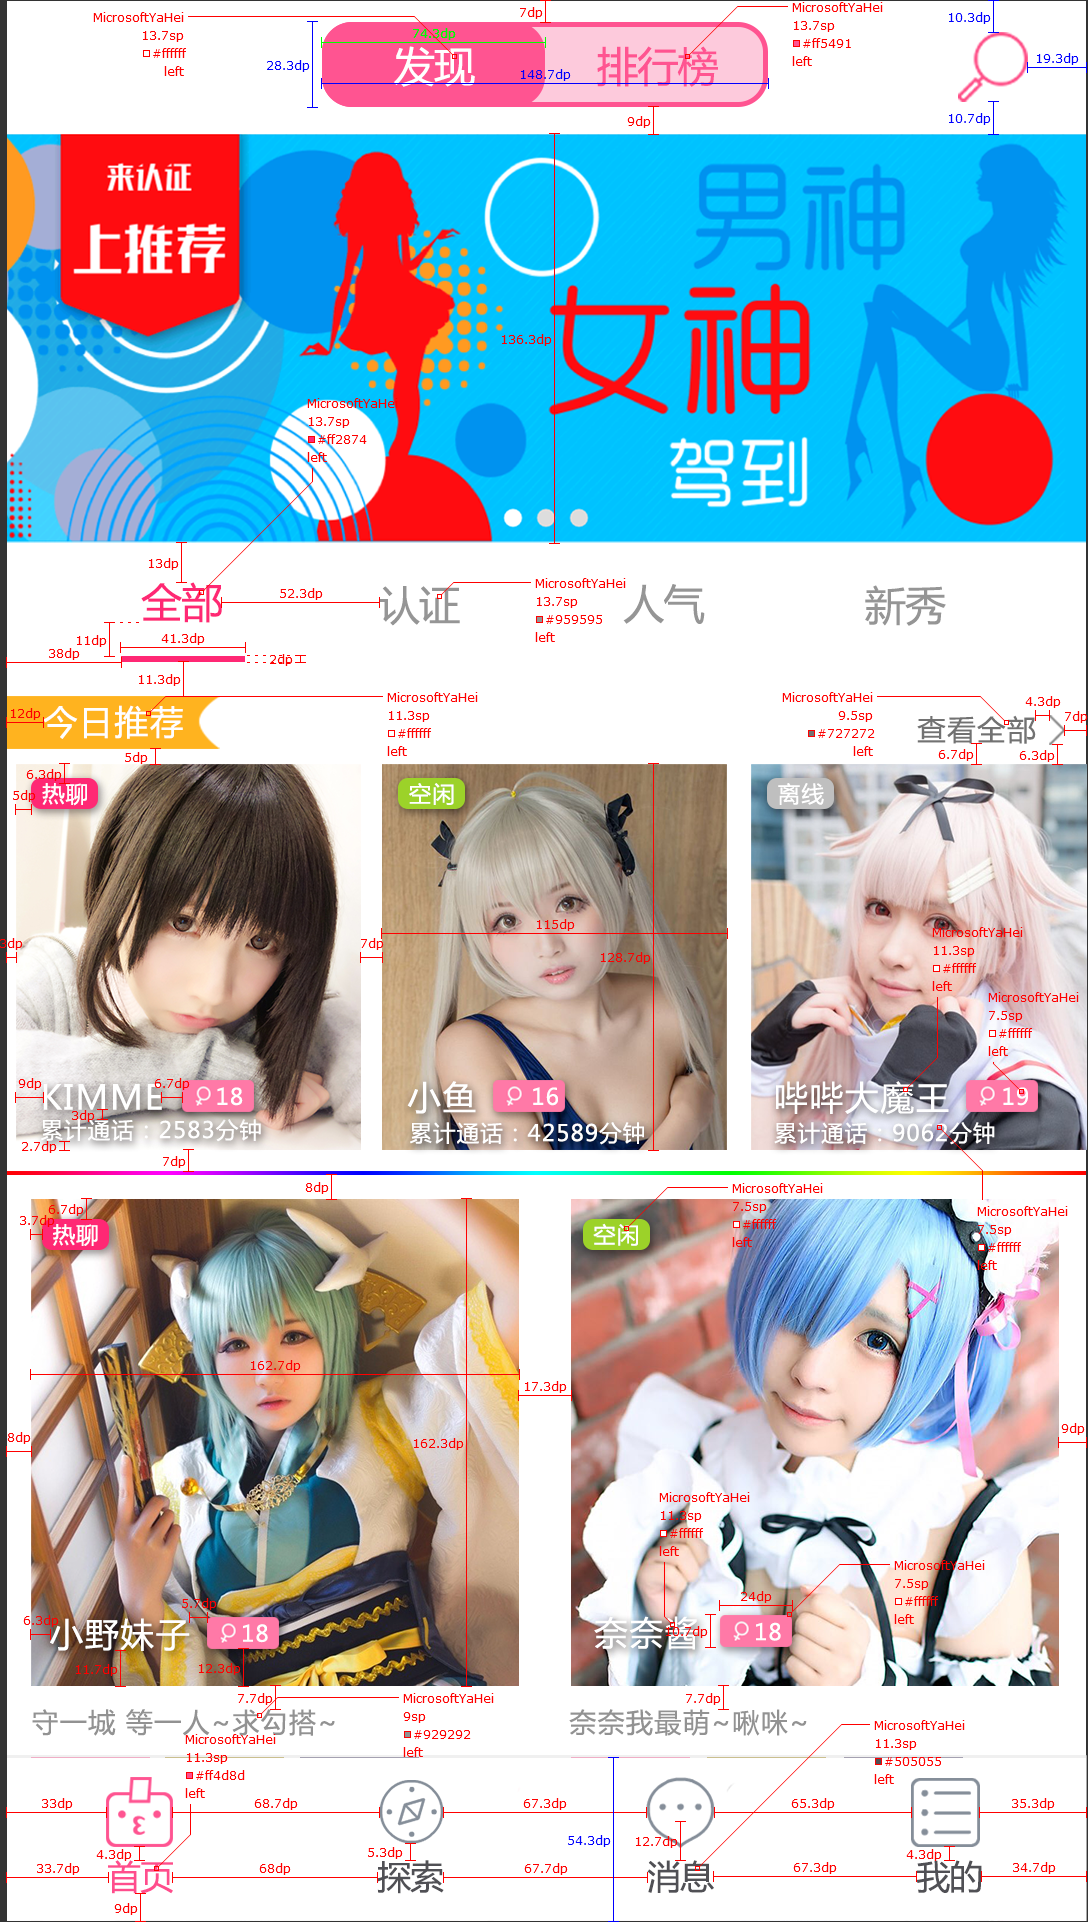 MicrosoftYaHei
13.7sp
#ffffff
left
7dp
28.3dp
发现
148.7dp
排行榜
MicrosoftYaHei
13.7sp
#ff5491
left
9dp
10.3dp
19.3dp
10.7dp
来认证
上推荐
男神
女神
驾到
136.3dp
MicrosoftYaHei
13.7sp
#ff2874
left
13dp
全部
52.3dp
认证
MicrosoftYaHei
13.7sp
#959595
left
人气
新秀
11dp
41.3dp
38dp
2dp
11.3dp
12dp
今日推荐
MicrosoftYaHei
11.3sp
#ffffff
left
MicrosoftYaHei
9.5sp
#727272
left
查看全部
4.3dp
7dp
6.7dp
6.3dp
5dp
6.3dp
5dp
热聊
空闲
离线
115dp
128.7dp
7dp
MicrosoftYaHei
11.3sp
#ffffff
left
MicrosoftYaHei
7.5sp
#ffffff
left
9dp
KIMME
6.7dp
18
3dp
累计通话：2583分钟
2.7dp
7dp
小鱼
16
累计通话：42589分钟
哔哔大魔王
19
累计通话：9062分钟
8dp
6.7dp
3.7dp
热聊
空闲
MicrosoftYaHei
7.5sp
#ffffff
left
MicrosoftYaHei
7.5sp
#ffffff
left
162.7dp
17.3dp
162.3dp
8dp
9dp
MicrosoftYaHei
11.3sp
#ffffff
left
MicrosoftYaHei
7.5sp
#ffffff
left
5.7dp
6.3dp
小野妹子
18
12.3dp
奈奈酱
10.7dp
24dp
18
7.7dp
7.7dp
守一城 等一人~求勾搭~
MicrosoftYaHei
9sp
#929292
left
奈奈我最萌~啾咪~
MicrosoftYaHei
11.3sp
#ff4d8d
left
MicrosoftYaHei
11.3sp
#505055
left
33dp
68.7dp
67.3dp
65.3dp
35.3dp
54.3dp
12.7dp
4.3dp
5.3dp
4.3dp
33.7dp
首页
68dp
探索
67.7dp
消息
67.3dp
我的
34.7dp
9dp